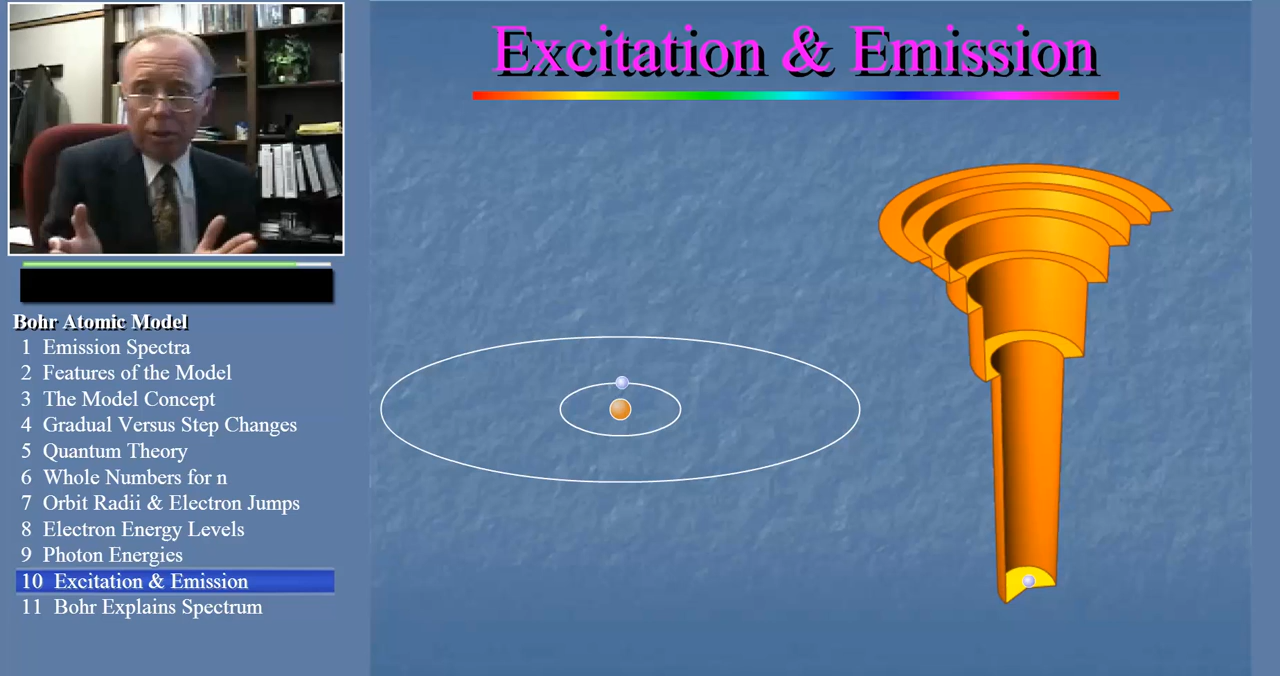 Excitation & Emission
Bohr Atomic Model
1 Emission Spectra
2 Features of the Model
3 The Model Concept
4 Gradual Versus Step Changes
5 Quantum Theory
6 Whole Numbers for n
7 Orbit Radii & Electron Jumps
8 Electron Energy Levels
9 Photon Energies
10 Excitation & Emission
11 Bohr Explains Spectrum